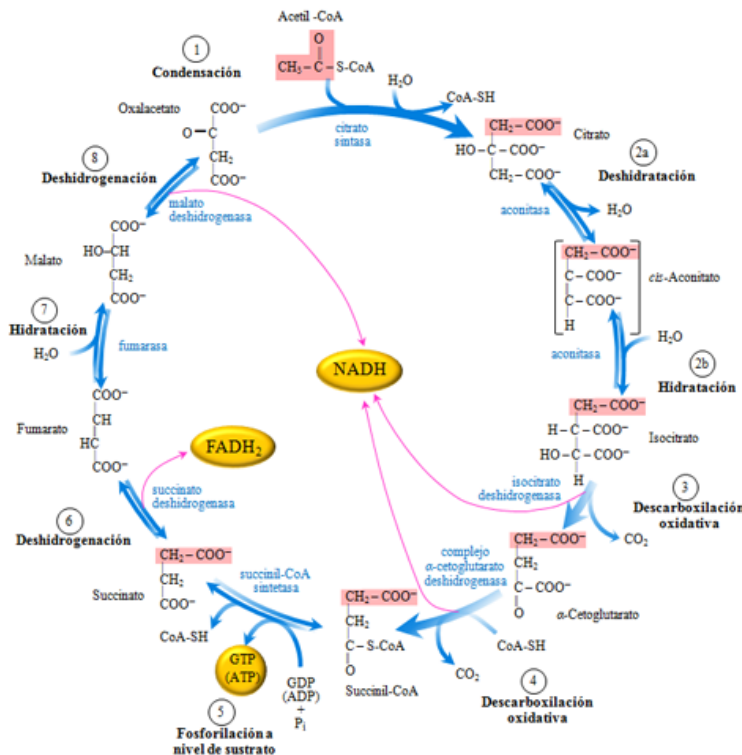 Acetil -CoA
O
CH₃–C–S-CoA
1
Condensación
Oxalacetato
COO⁻
O=C
CH₂
COO⁻
H₂O
CoA-SH
citrato
sintasa
CH₂–COO⁻
HO–C–COO⁻
CH₂–COO⁻
Citrato
2a
Deshidratación
aconitasa
H₂O
CH₂–COO⁻
C–COO⁻
C–COO⁻
H
cis-Aconitato
aconitasa
H₂O
2b
Hidratación
CH₂–COO⁻
H–C–COO⁻
HO–C–COO⁻
H
Isocitrato
isocitrato
deshidrogenasa
3
Descarboxilación
oxidativa
CO₂
CH₂–COO⁻
CH₂
C–COO⁻
O
α-Cetoglutarato
complejo
α-cetoglutarato
deshidrogenasa
CoA-SH
CO₂
4
Descarboxilación
oxidativa
CH₂–COO⁻
CH₂
C–S-CoA
O
Succinil-CoA
succinil-CoA
sintetasa
CoA-SH
GTP
(ATP)
GDP
(ADP)
+
Pᵢ
5
Fosforilación a
nivel de sustrato
CH₂–COO⁻
CH₂
COO⁻
Succinato
6
Deshidrogenación
succinato
deshidrogenasa
FADH₂
COO⁻
CH
HC
COO⁻
Fumarato
7
Hidratación
H₂O
fumarasa
COO⁻
HO–CH
CH₂
COO⁻
Malato
8
Deshidrogenación
malato
deshidrogenasa
NADH